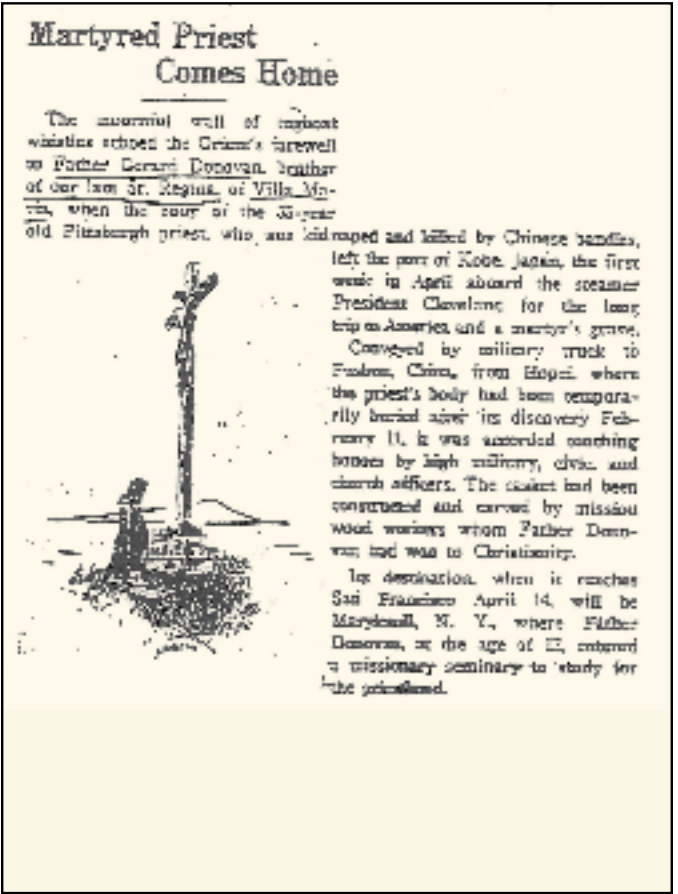 Martyred Priest
Comes Home
The mournful wail of tugboat
whistles echoed the Orient's farewell
to Father Gerard Donovan, brother
of our late Sr. Regina, of Villa Ma-
ria, when the body of the 33-year
old Pittsburgh priest, who was kidnaped and killed by Chinese bandits,
left the port of Kobe, Japan, the first
week in April aboard the steamer
President Cleveland for the long
trip to America and a martyr's grave.
Conveyed by military truck to
Fushun, China, from Hopei, where
the priest's body had been tempora-
rily buried after its discovery Feb-
ruary 11, it was accorded touching
honors by high military, civic, and
church officers. The casket had been
constructed and carved by mission
wood workers whom Father Dono-
van had won to Christianity.
Its destination, when it reaches
San Francisco April 14, will be
Maryknoll, N. Y., where Father
Donovan, at the age of entered
a missionary seminary to study for
the priesthood.